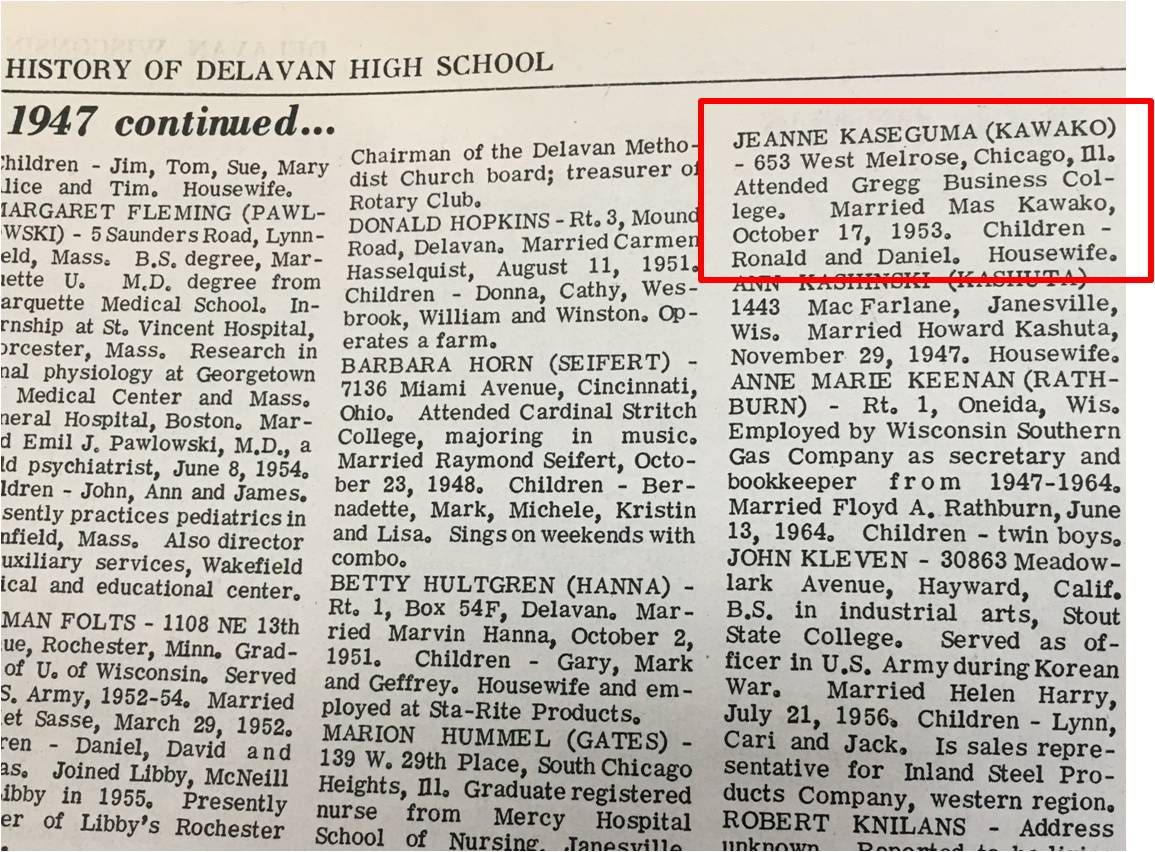 HISTORY OF DELAVAN HIGH SCHOOL
1947 continued...
Children - Jim, Tom, Sue, Mary
lice and Tim. Housewife.
MARGARET FLEMING (PAWL-
WSKI) - 5 Saunders Road, Lynn-
eld, Mass. B.S. degree, Mar-
uette U. M.D. degree from
arquette Medical School. In-
rnship at St. Vincent Hospital,
orcester, Mass. Research in
nal physiology at Georgetown
Medical Center and Mass.
neral Hospital, Boston. Mar-
d Emil J. Pawlowski, M.D., a
ld psychiatrist, June 8, 1954.
ldren - John, Ann and James.
sently practices pediatrics in
nfield, Mass. Also director
uxiliary services, Wakefield
ical and educational center.
MAN FOLTS - 1108 NE 13th
ue, Rochester, Minn. Grad-
of U. of Wisconsin. Served
S. Army, 1952-54. Married
et Sasse, March 29, 1952.
ren - Daniel, David and
as. Joined Libby, McNeill
ibby in 1955. Presently
er of Libby's Rochester
Chairman of the Delavan Metho-
dist Church board; treasurer of
Rotary Club.
DONALD HOPKINS - Rt. 3, Mound
Road, Delavan. Married Carmen
Hasselquist, August 11, 1951.
Children - Donna, Cathy, Wes-
brook, William and Winston. Op-
erates a farm.
BARBARA HORN (SEIFERT) -
7136 Miami Avenue, Cincinnati,
Ohio. Attended Cardinal Stritch
College, majoring in music.
Married Raymond Seifert, Octo-
ber 23, 1948. Children - Ber-
nadette, Mark, Michele, Kristin
and Lisa. Sings on weekends with
combo.
BETTY HULTGREN (HANNA) -
Rt. 1, Box 54F, Delavan. Mar-
ried Marvin Hanna, October 2,
1951. Children - Gary, Mark
and Geffrey. Housewife and em-
ployed at Sta-Rite Products.
MARION HUMMEL (GATES) -
139 W. 29th Place, South Chicago
Heights, Ill. Graduate registered
nurse from Mercy Hospital
School of Nursing, Janesville.
JEANNE KASEGUMA (KAWAKO)
- 653 West Melrose, Chicago, Ill.
Attended Gregg Business Col-
lege. Married Mas Kawako,
October 17, 1953. Children -
Ronald and Daniel. Housewife.
ANN KASHINSKI (KASHUTA)
1443 Mac Farlane, Janesville,
Wis. Married Howard Kashuta,
November 29, 1947. Housewife.
ANNE MARIE KEENAN (RATH-
BURN) - Rt. 1, Oneida, Wis.
Employed by Wisconsin Southern
Gas Company as secretary and
bookkeeper from 1947-1964.
Married Floyd A. Rathburn, June
13, 1964. Children - twin boys.
JOHN KLEVEN - 30863 Meadow-
lark Avenue, Hayward, Calif.
B.S. in industrial arts, Stout
State College. Served as of-
ficer in U.S. Army during Korean
War. Married Helen Harry,
July 21, 1956. Children - Lynn,
Cari and Jack. Is sales repre-
sentative for Inland Steel Pro-
ducts Company, western region.
ROBERT KNILANS - Address
unknown. Reported to be living